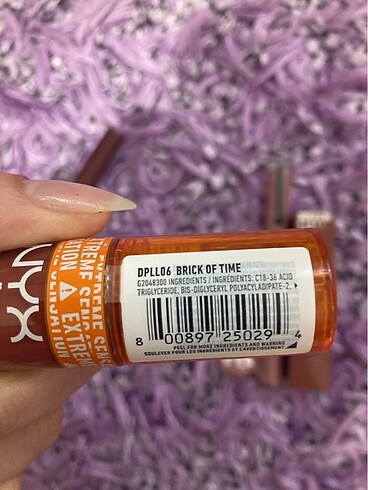 DPLL06 BRICK OF TIME
G2048300 INGREDIENTS / INGRÉDIENTS: C18-36 ACID
TRIGLYCERIDE, BIS-DIGLYCERYL POLYACYLADIPATE-2,
8 00897 25029 4
PEEL FOR MORE INGREDIENTS AND WARNING
SOULEVER POUR LES INGRÉDIENTS ET L'AVERTISSEMENT
NYX
EXTREME SENS